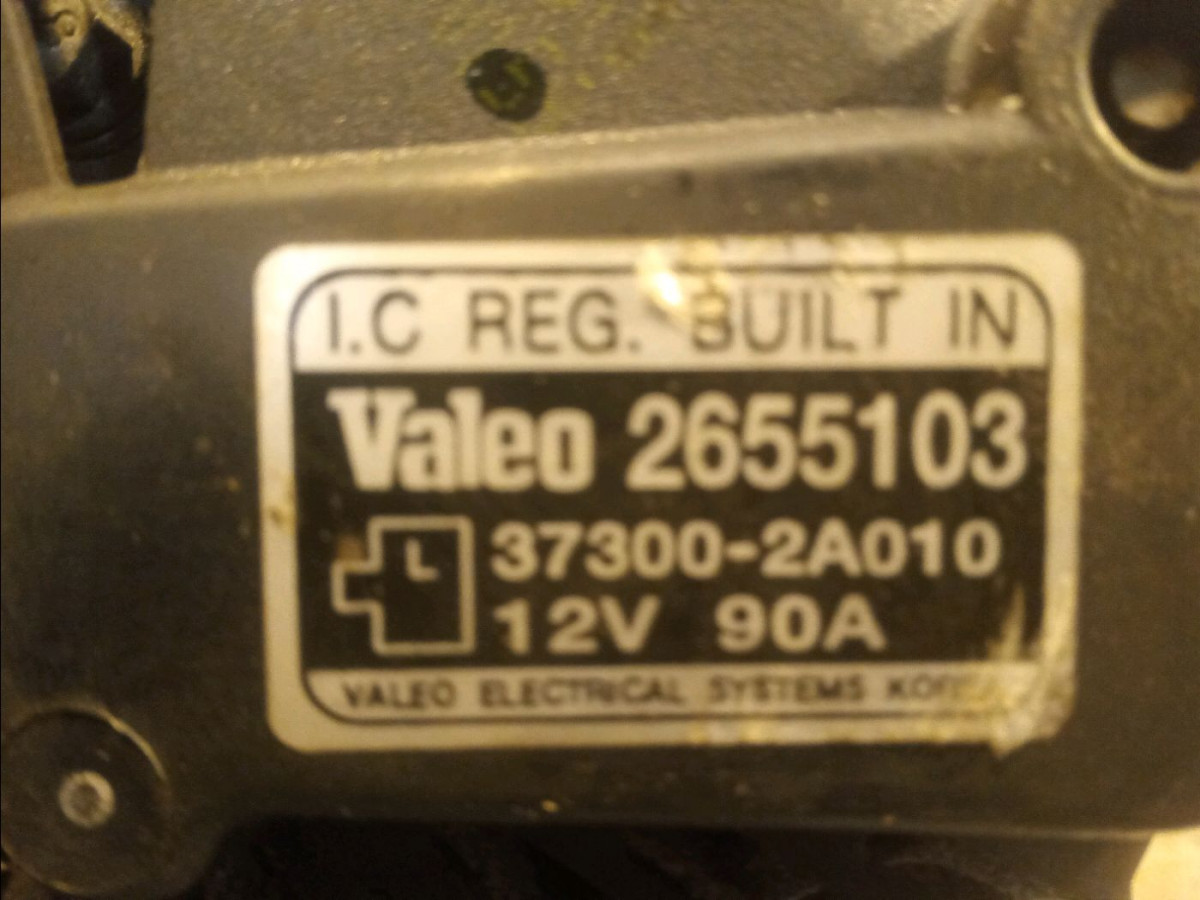 I.C REG. BUILT IN
Valeo 2655103
L 37300-2A010
12V 90A
VALEO ELECTRICAL SYSTEMS